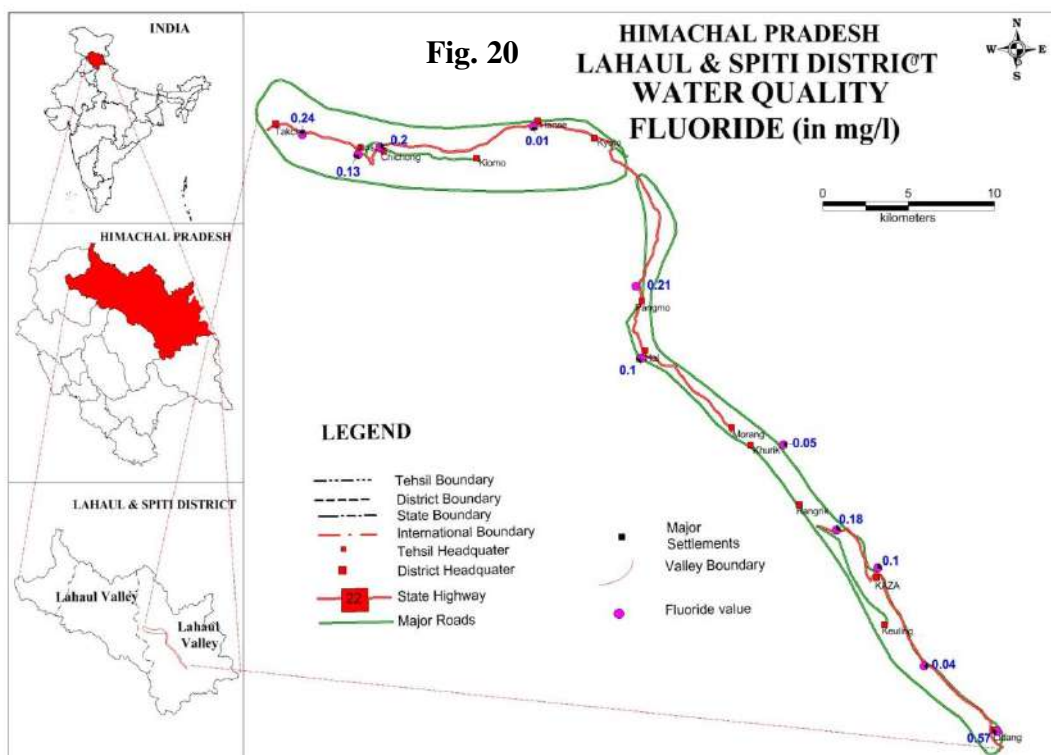 INDIA
HIMACHAL PRADESH
LAHAUL & SPITI DISTRICT
Lahaul Valley
Lahaul
Valley
Fig. 20
HIMACHAL PRADESH
LAHAUL & SPITI DISTRICT
WATER QUALITY
FLUORIDE (in mg/l)
N
W E
S
0 10
kilometers
0.24
0.13
0.2
Chichong
Kiomo
0.01
0.21
Pangmo
0.1
Hal
Morang
Khurik
0.05
Rangrik
0.18
0.1
KAZA
Keuling
0.04
0.57
LEGEND
Tehsil Boundary
District Boundary
State Boundary
International Boundary
Tehsil Headquater
District Headquater
22 State Highway
Major Roads
Major
Settlements
Valley Boundary
Fluoride value